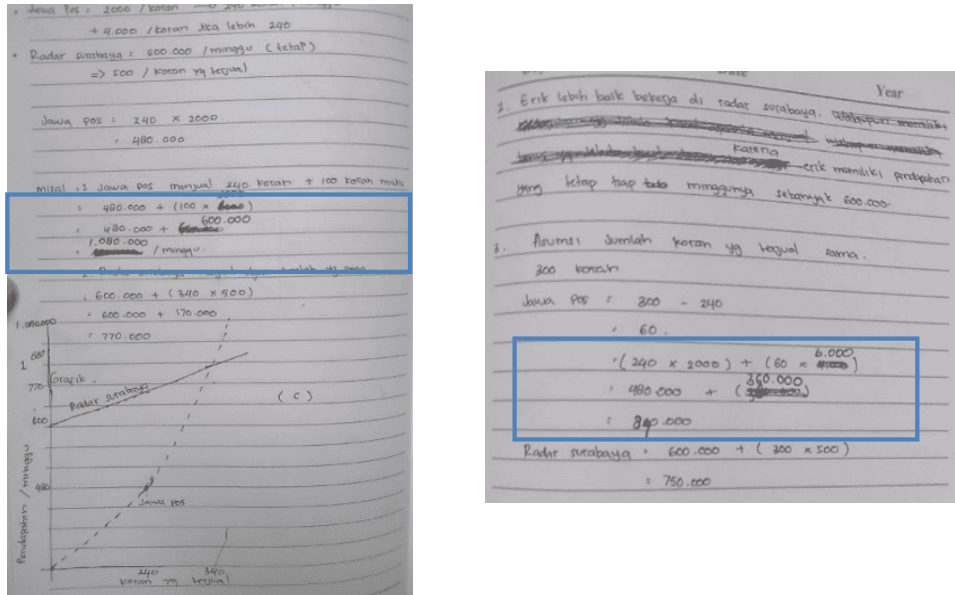 • Jawa Pos : 2000 / koran 240
+ 4.000 / koran jika lebih 240
• Radar Surabaya = 600.000 / minggu (tetap)
=> 500 / koran yg terjual
Jawa pos = 240 × 2000
= 480.000
misal : 1 Jawa pos menjual 240 koran + 100 koran maka
= 480.000 + (100 × )
= 480.000 + 600.000
= 1.080.000 / minggu.
2. Radar Surabaya
= 600.000 + (340 × 500)
= 600.000 + 170.000
= 770.000
1.080.000
770
600
480
Grafik.
Radar Surabaya
(c)
Jawa pos
Pendapatan / minggu
240
340
koran yg terjual
Date
Year
2. Erik lebih baik bekerja di radar surabaya.
karena
erik memiliki pendapatan
yang tetap tiap minggunya sebanyak 600.000.
3. Asumsi jumlah koran yg terjual sama.
300 koran
Jawa pos = 300 - 240
= 60.
= (240 × 2000) + (60 × 6.000)
= 480.000 + (360.000)
= 840.000
Radar Surabaya = 600.000 + (300 × 500)
= 750.000